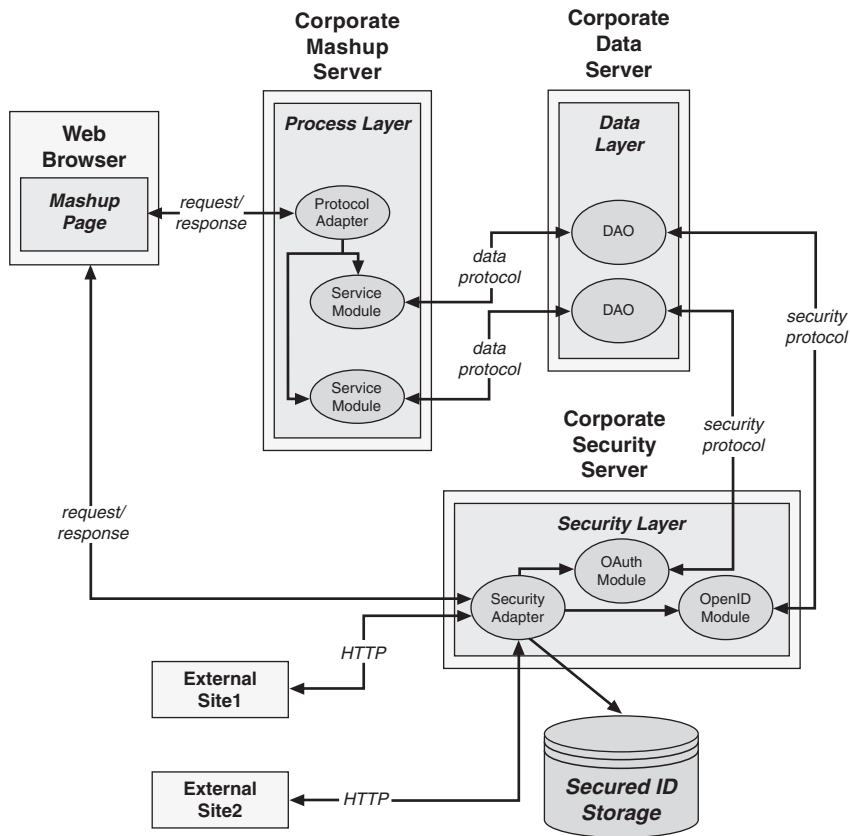 Corporate
Mashup
Server
Corporate
Data
Server
Web
Browser
Mashup
Page
request/
response
Process Layer
Protocol
Adapter
Service
Module
Service
Module
data
protocol
data
protocol
Data
Layer
DAO
DAO
security
protocol
security
protocol
Corporate
Security
Server
request/
response
Security Layer
OAuth
Module
Security
Adapter
OpenID
Module
HTTP
External
Site1
HTTP
External
Site2
Secured ID
Storage